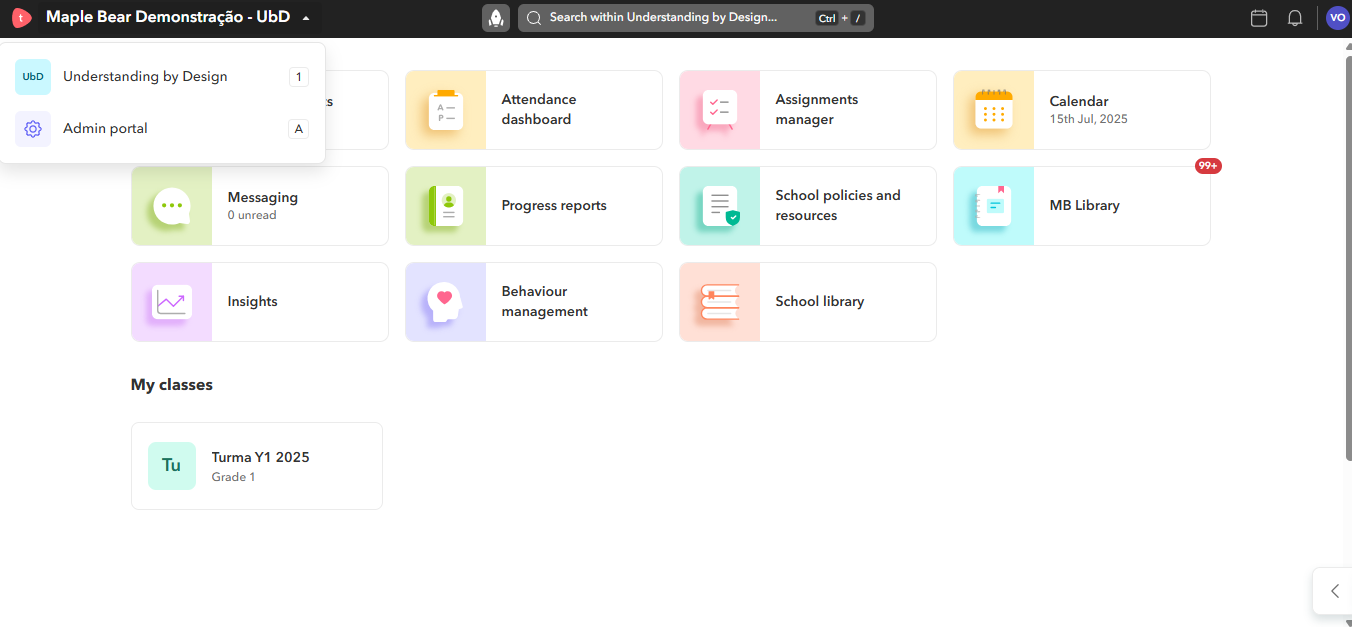 t Maple Bear Demonstração - UbD
Search within Understanding by Design... Ctrl + /
VO
UbD Understanding by Design 1
Admin portal A
ts
Attendance
dashboard
A
P
Assignments
manager
Calendar
15th Jul, 2025
Messaging
0 unread
Progress reports
School policies and
resources
MB Library
99+
Insights
Behaviour
management
School library
My classes
Tu
Turma Y1 2025
Grade 1